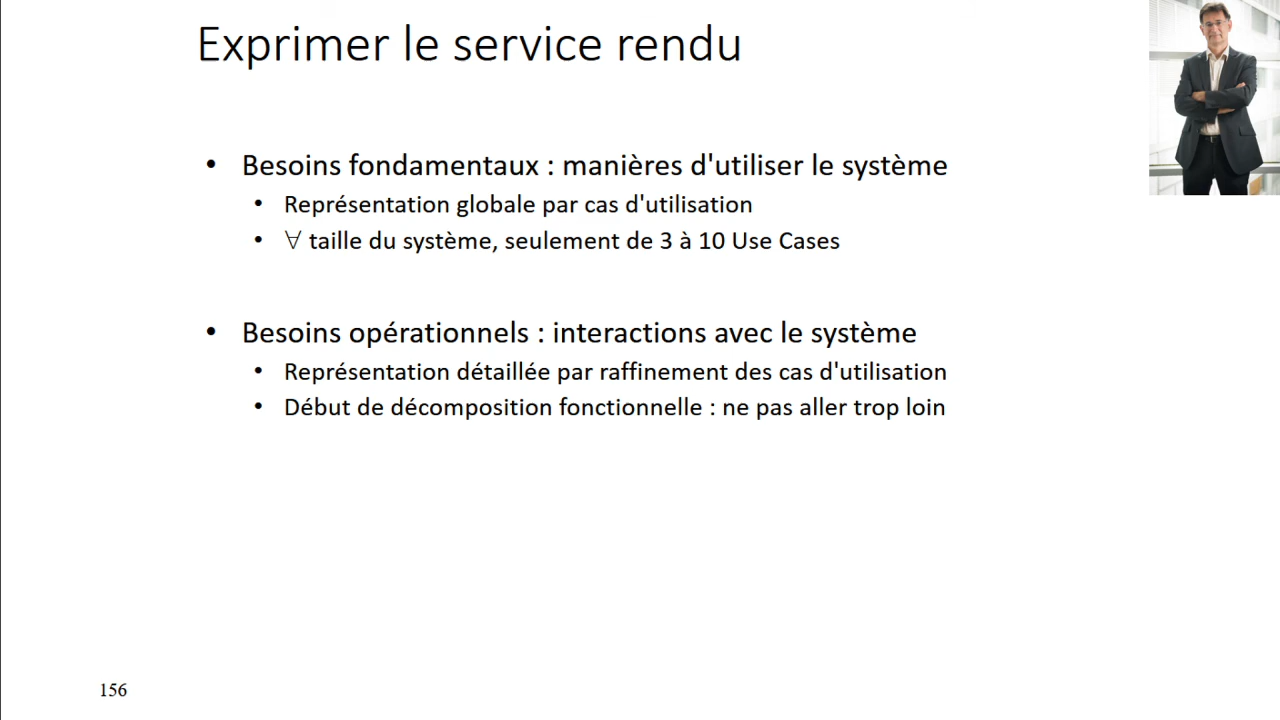 Exprimer le service rendu
• Besoins fondamentaux : manières d'utiliser le système
• Représentation globale par cas d'utilisation
• ∀ taille du système, seulement de 3 à 10 Use Cases
• Besoins opérationnels : interactions avec le système
• Représentation détaillée par raffinement des cas d'utilisation
• Début de décomposition fonctionnelle : ne pas aller trop loin
156